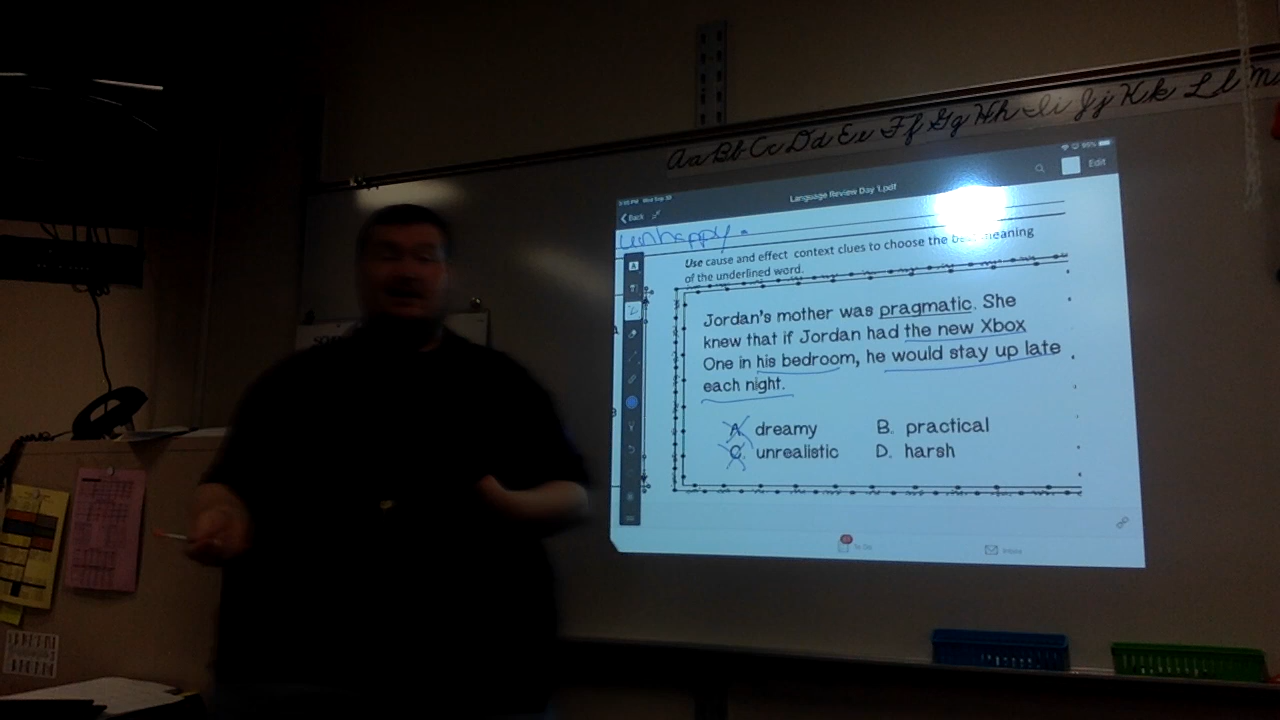 Aa Bb Cc Dd Ee Ff Gg Hh Ii Jj Kk Ll M
Language Review Day 1.pdf
Back
Edit
unhappy.
Use cause and effect context clues to choose the meaning
of the underlined word.
Jordan's mother was pragmatic. She
knew that if Jordan had the new Xbox
One in his bedroom, he would stay up late
each night.
A. dreamy B. practical
C. unrealistic D. harsh
To Do